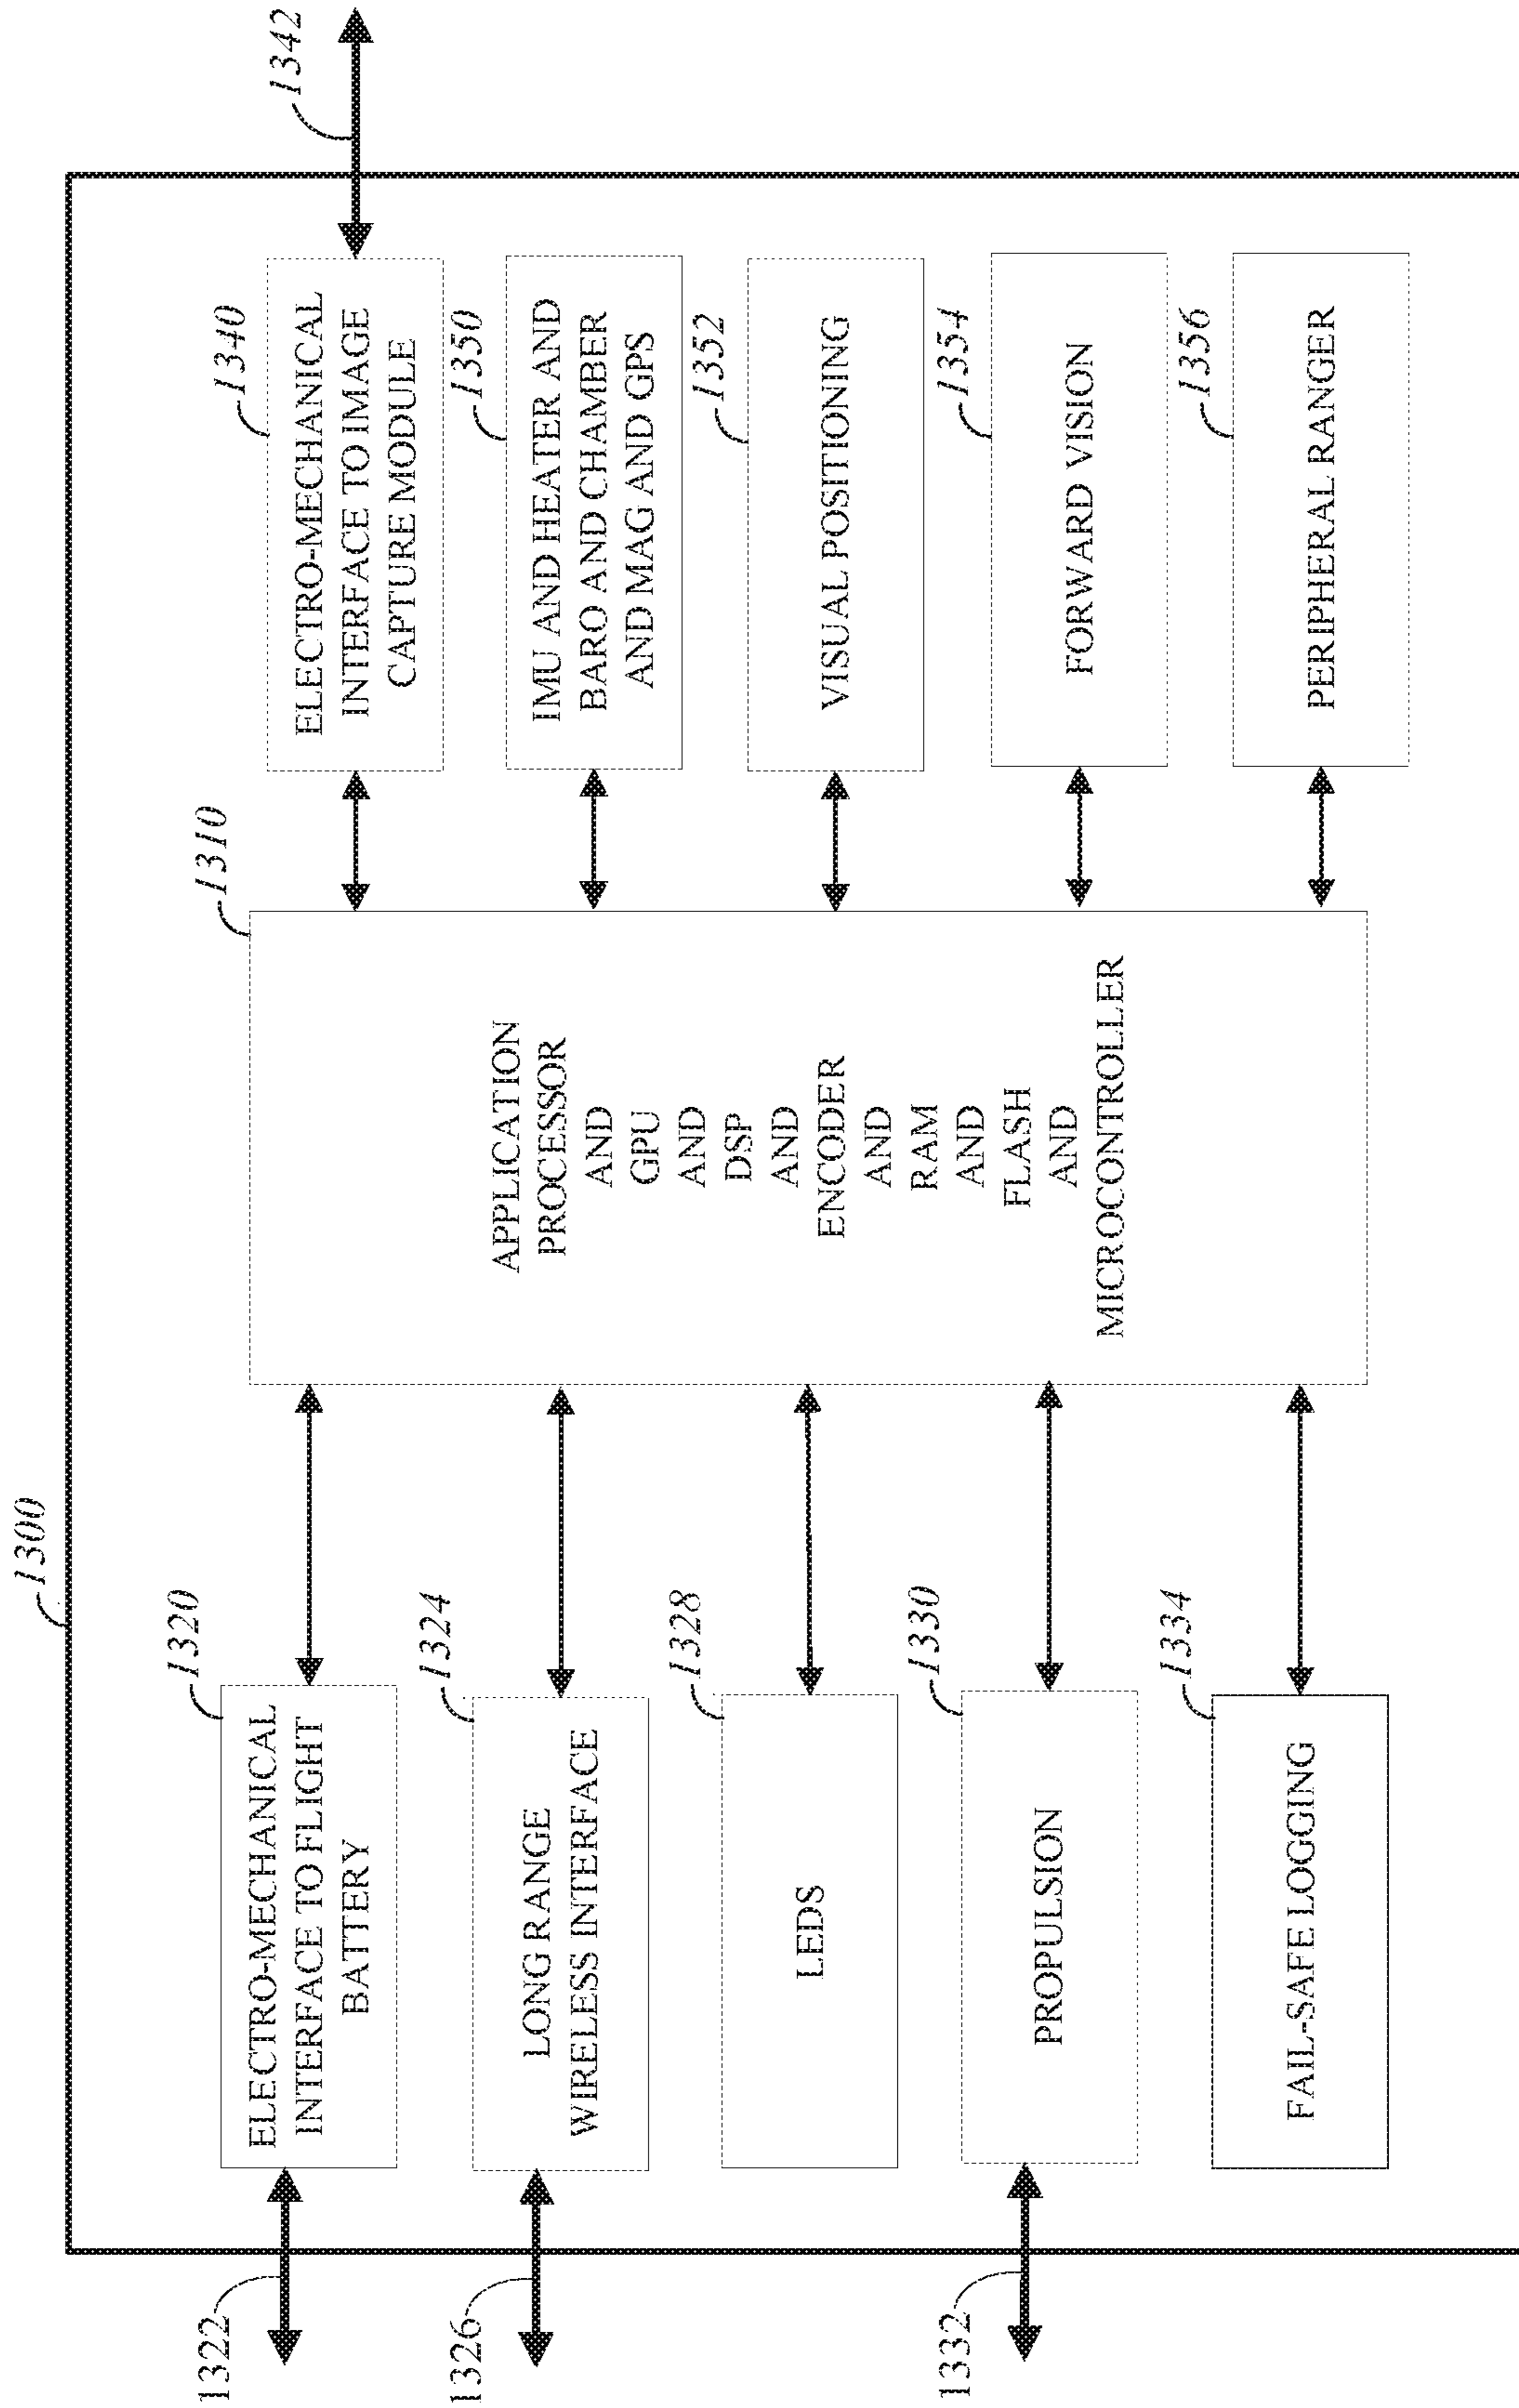 1300
1310
1320
ELECTRO-MECHANICAL
INTERFACE TO FLIGHT
BATTERY
1322
1324
LONG RANGE
WIRELESS INTERFACE
1326
1328
LEDS
1330
PROPULSION
1332
1334
FAIL-SAFE LOGGING
APPLICATION
PROCESSOR
AND
GPU
AND
DSP
AND
ENCODER
AND
RAM
AND
FLASH
AND
MICROCONTROLLER
1340
ELECTRO-MECHANICAL
INTERFACE TO IMAGE
CAPTURE MODULE
1342
1350
IMU AND HEATER AND
BARO AND CHAMBER
AND MAG AND GPS
1352
VISUAL POSITIONING
1354
FORWARD VISION
1356
PERIPHERAL RANGER